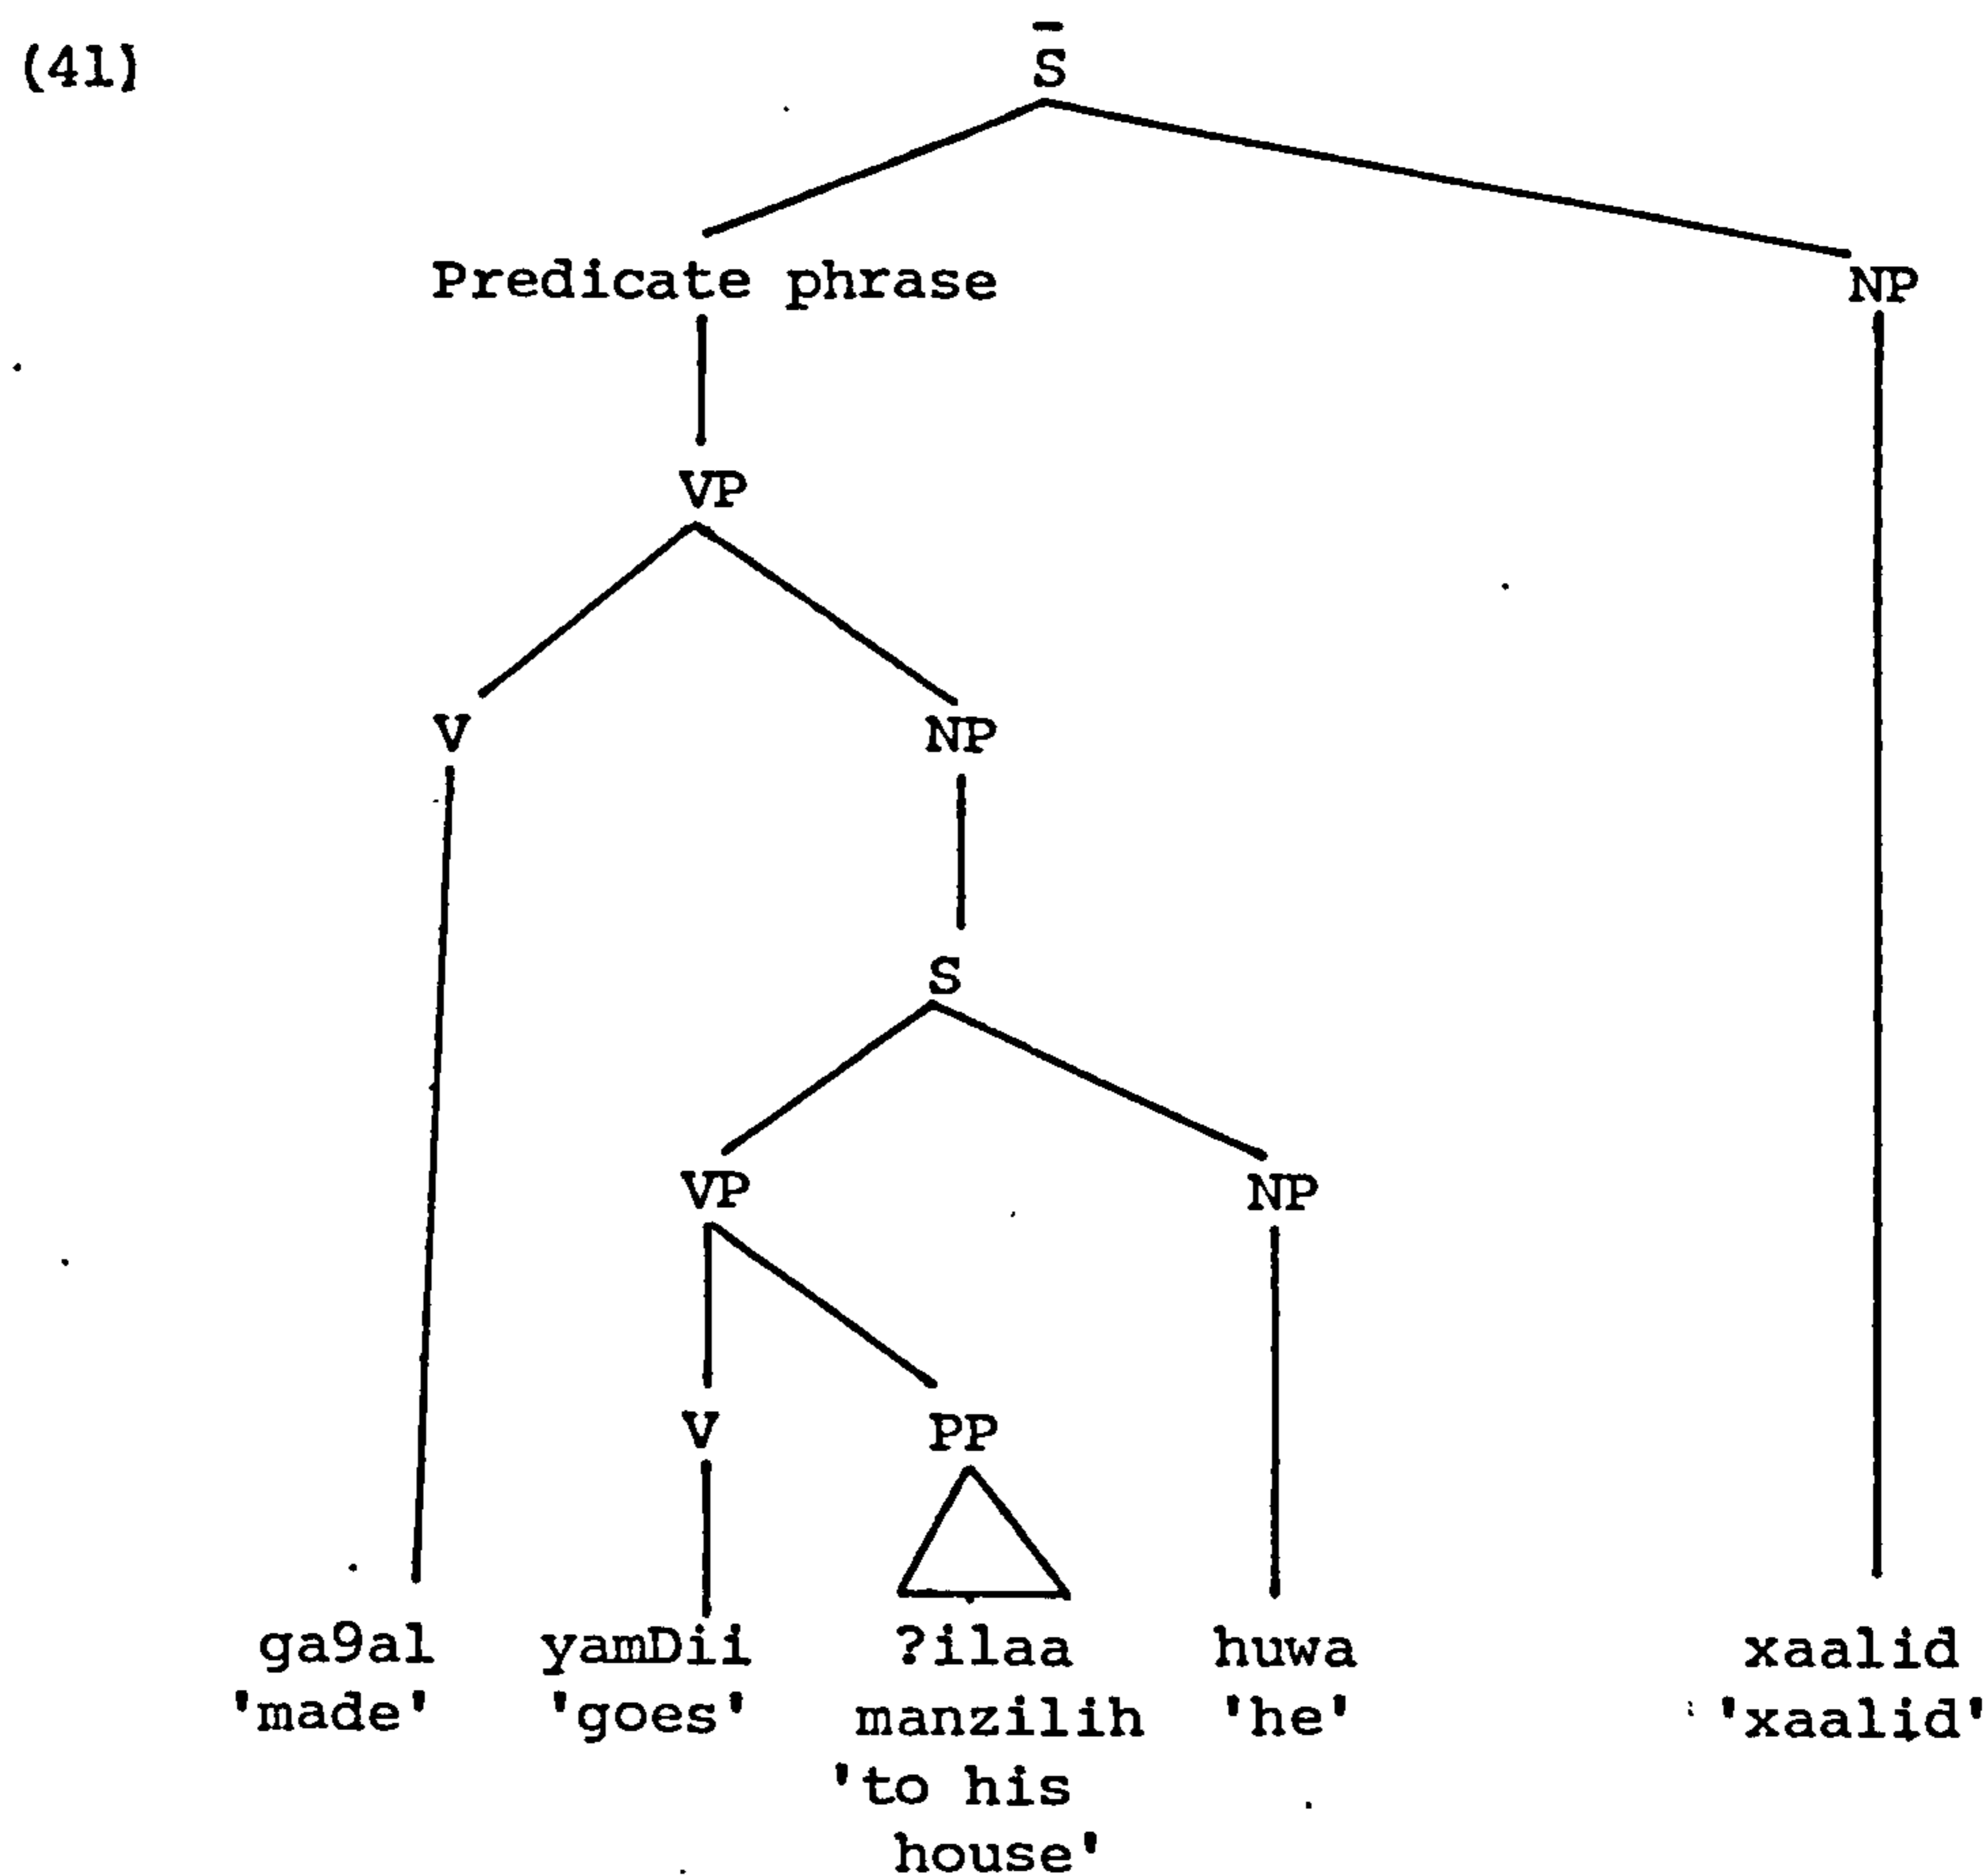 (41)
S̄
Predicate phrase NP
VP
V NP
S
VP NP
V PP
ga9al yamDii ?ilaa huwa xaalid
'made' 'goes' manzilih 'he' 'xaalid'
'to his
house'